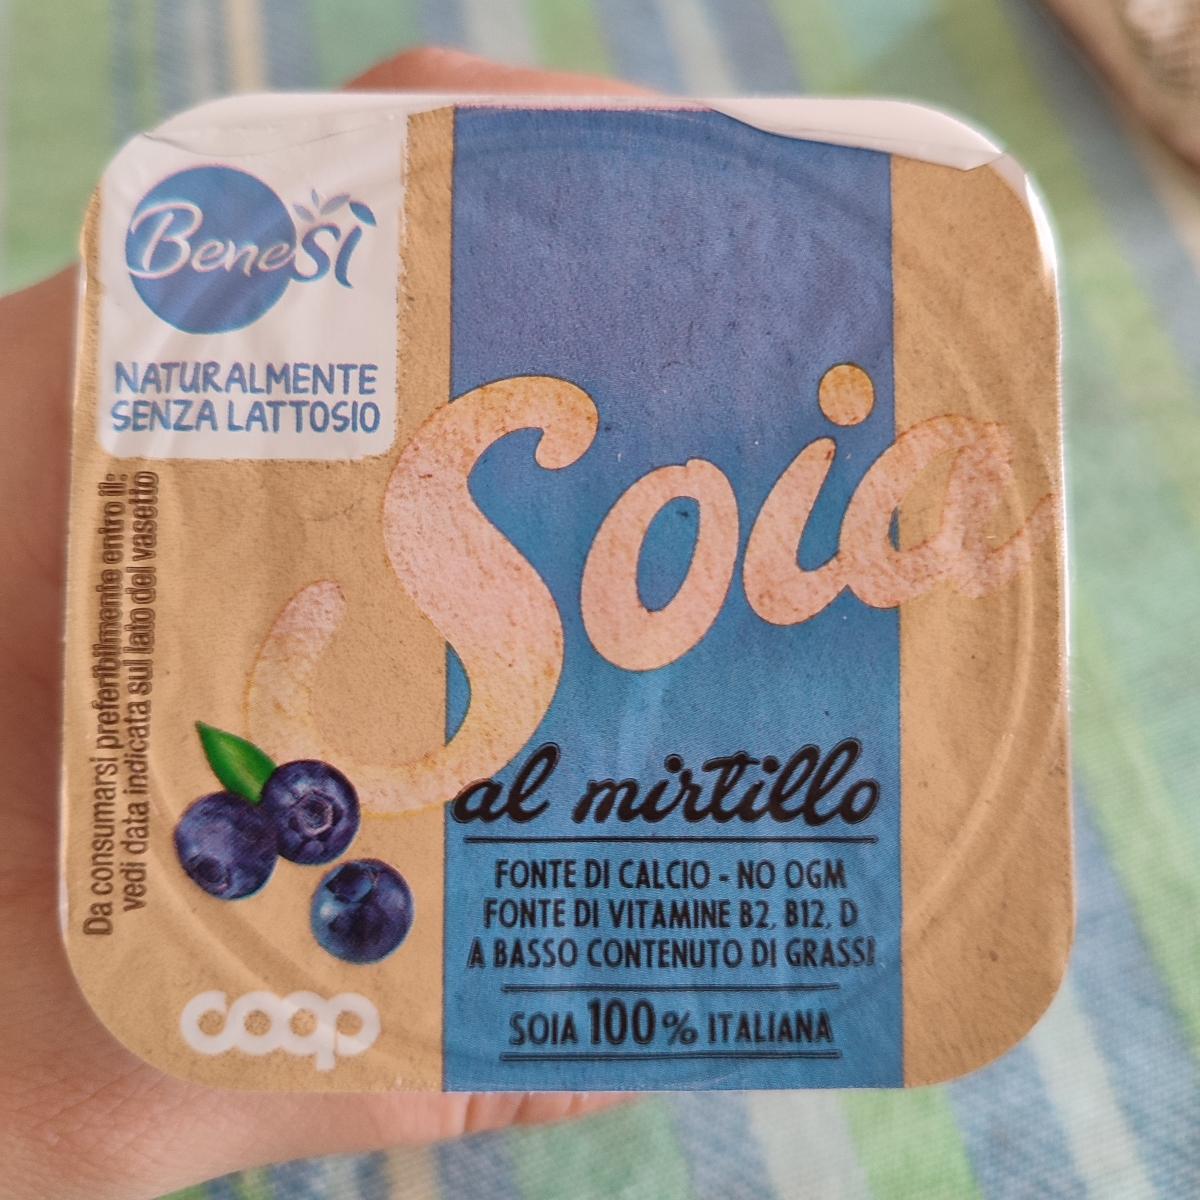 BeneSì
NATURALMENTE
SENZA LATTOSIO
Da consumarsi preferibilmente entro il:
vedi data indicata sul lato del vasetto
Soia
al mirtillo
FONTE DI CALCIO - NO OGM
FONTE DI VITAMINE B2, B12, D
A BASSO CONTENUTO DI GRASSI
SOIA 100% ITALIANA
coop